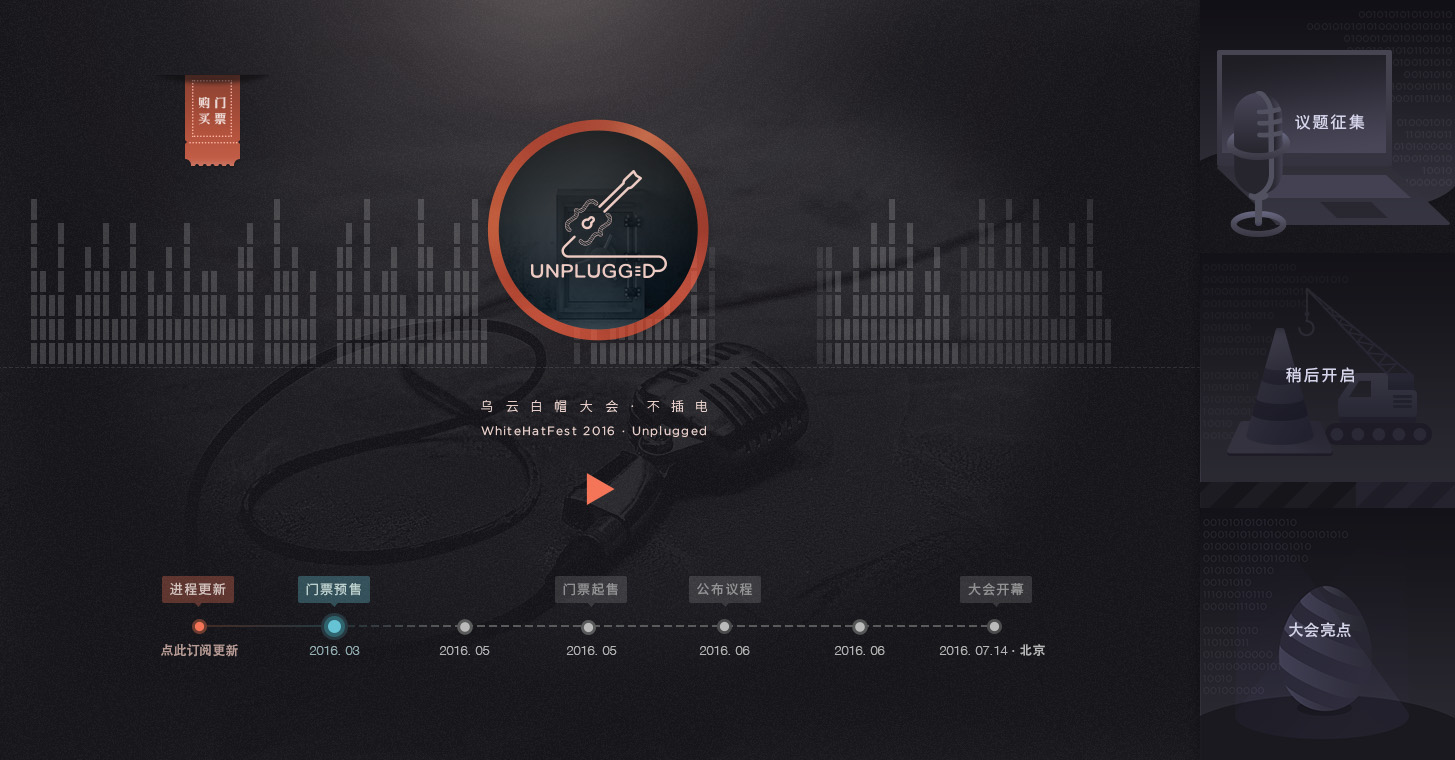 购门
买票
UNPLUGGED
乌云白帽大会·不插电
WhiteHatFest 2016 · Unplugged
进程更新
门票预售
门票起售
公布议程
大会开幕
点此订阅更新
2016. 03
2016. 05
2016. 05
2016. 06
2016. 06
2016. 07.14 · 北京
议题征集
稍后开启
大会亮点